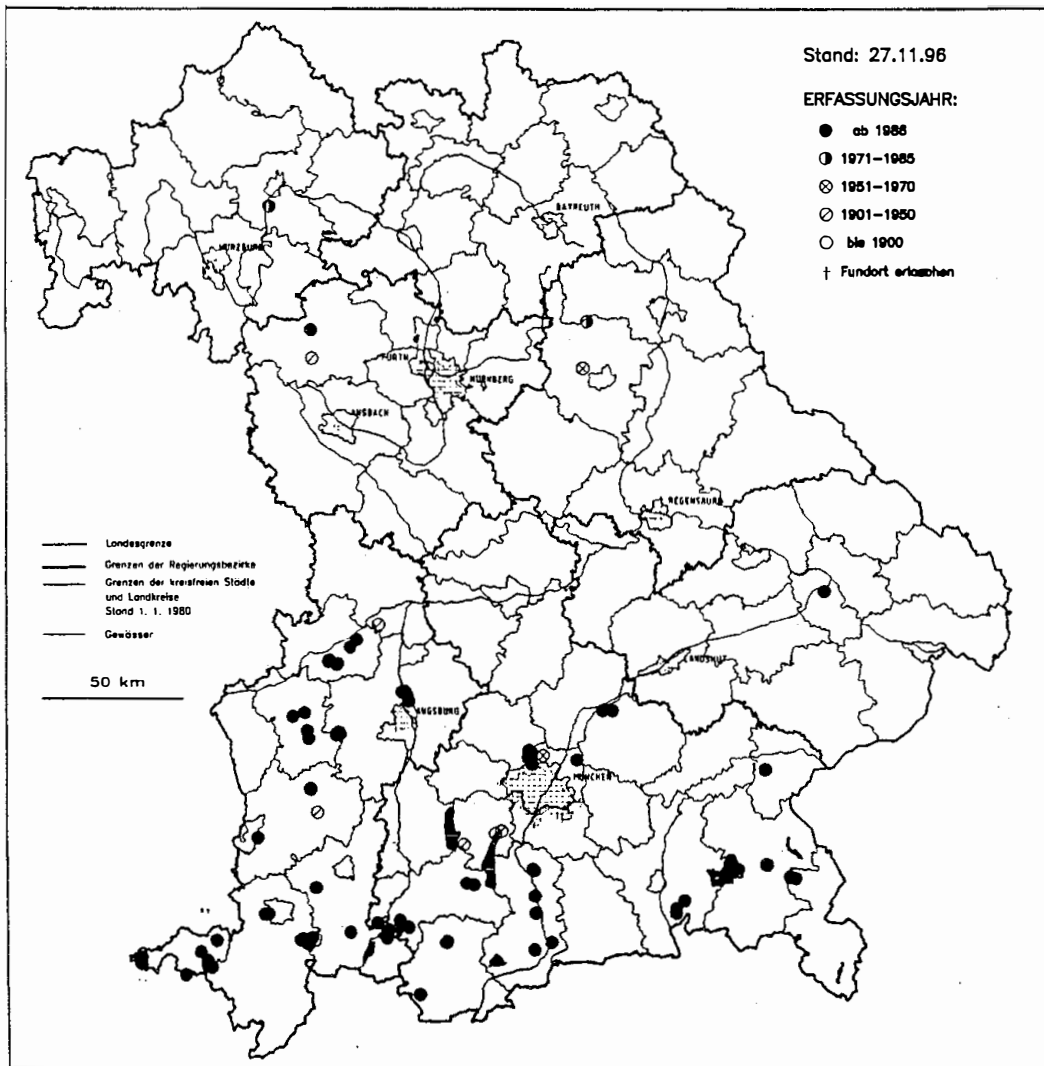 Stand: 27.11.96
ERFASSUNGSJAHR:
ab 1986
1971–1985
1951–1970
1901–1950
bis 1900
† Fundort erloschen
BAYREUTH
WÜRZBURG
FÜRTH
NÜRNBERG
ANSBACH
REGENSBURG
Landesgrenze
Grenzen der Regierungsbezirke
Grenzen der kreisfreien Städte
und Landkreise
Stand 1. 1. 1980
Gewässer
50 km
LANDSHUT
AUGSBURG
MÜNCHEN